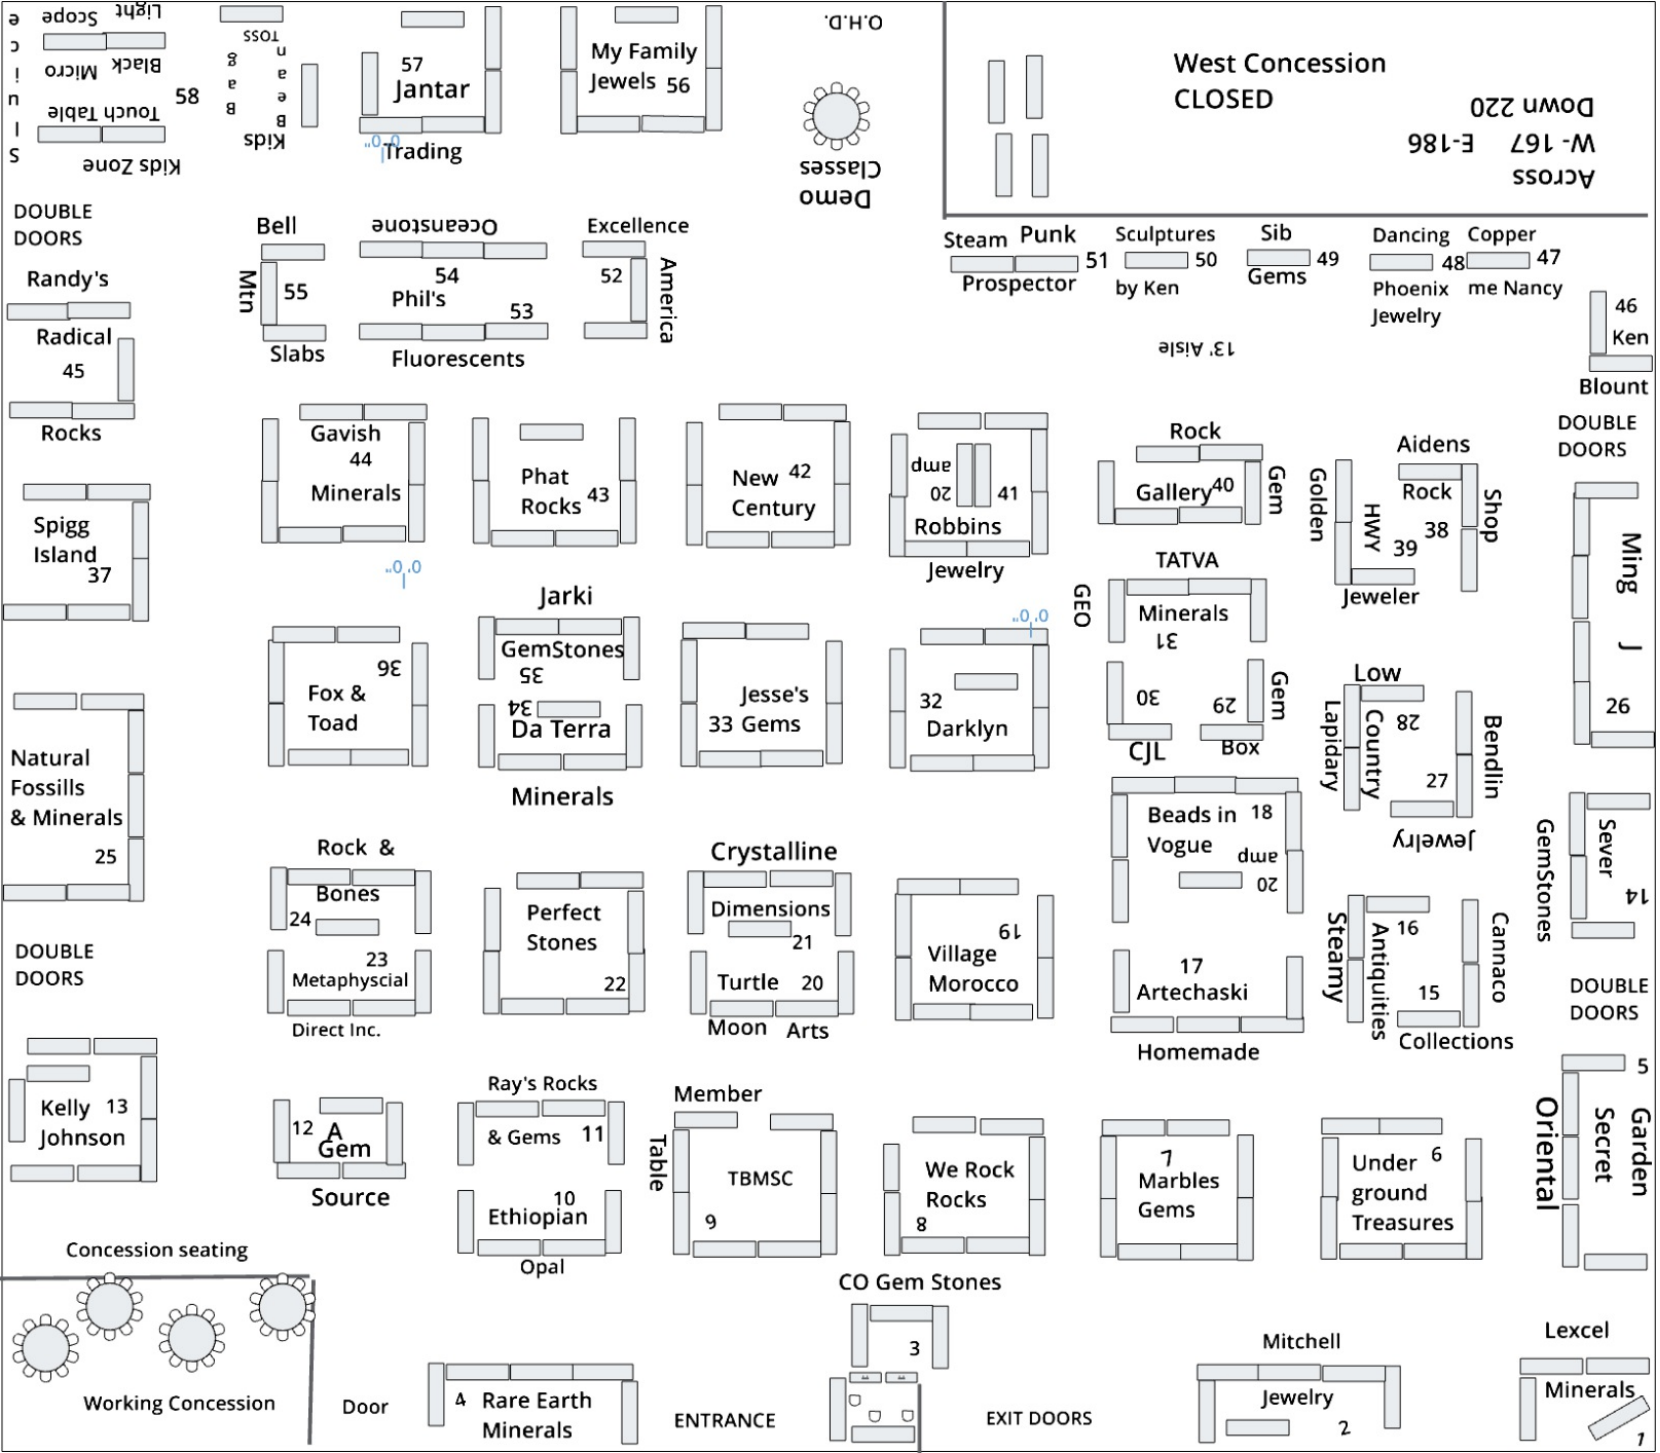 Light
Scope
Black
Micro
Touch Table
Kids Zone
S l u i c e
58
TOSS
Bean
Bag
Kids
57
Jantar
Trading
0' 0"
My Family
Jewels 56
O.H.D.
Demo
Classes
West Concession
CLOSED
Across
W- 167 E-186
Down 220
DOUBLE
DOORS
Bell
Mtn
55
Slabs
Oceanstone
54
Phil's
53
Fluorescents
Excellence
52
America
Steam Punk
51
Prospector
Sculptures
50
by Ken
Sib
49
Gems
Dancing
48
Phoenix
Jewelry
Copper
47
me Nancy
46
Ken
Blount
13' Aisle
Randy's
Radical
45
Rocks
DOUBLE
DOORS
Gavish
44
Minerals
0' 0"
Phat
Rocks 43
New 42
Century
20
amp
41
Robbins
Jewelry
Rock
Gallery 40
Gem
Golden
HWY
39
Jeweler
Aidens
Rock
38
Shop
Ming J
26
Spigg
Island
37
36
Fox &
Toad
Jarki
GemStones
35
34
Da Terra
Minerals
Jesse's
33 Gems
0' 0"
32
Darklyn
GEO
TATVA
Minerals
31
30
CJL
29
Gem
Box
Low
Country
28
Lapidary
27
Bendlin
Jewelry
Natural
Fossills
& Minerals
25
DOUBLE
DOORS
Rock &
Bones
24
23
Metaphyscial
Direct Inc.
Perfect
Stones
22
Crystalline
Dimensions
21
Turtle 20
Moon Arts
19
Village
Morocco
Beads in 18
Vogue
20
amp
17
Artechaski
Homemade
Steamy
Antiquities
16
15
Cannaco
Collections
GemStones
Sever
14
DOUBLE
DOORS
Kelly 13
Johnson
12 A
Gem
Source
Ray's Rocks
& Gems 11
10
Ethiopian
Opal
Member
Table
TBMSC
9
We Rock
Rocks
8
7
Marbles
Gems
Under 6
ground
Treasures
5
Oriental
Secret
Garden
Concession seating
Working Concession
Door
4 Rare Earth
Minerals
ENTRANCE
CO Gem Stones
3
EXIT DOORS
Mitchell
Jewelry
2
Lexcel
Minerals
1